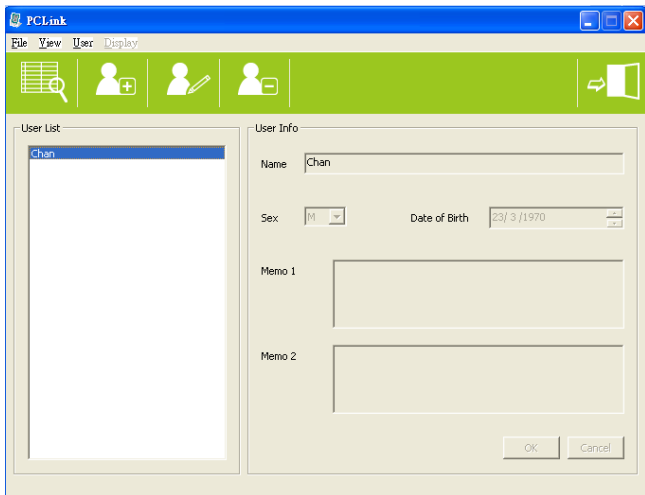 PCLink
File View User Display
User List
Chan
User Info
Name Chan
Sex M Date of Birth 23/ 3 /1970
Memo 1
Memo 2
OK Cancel